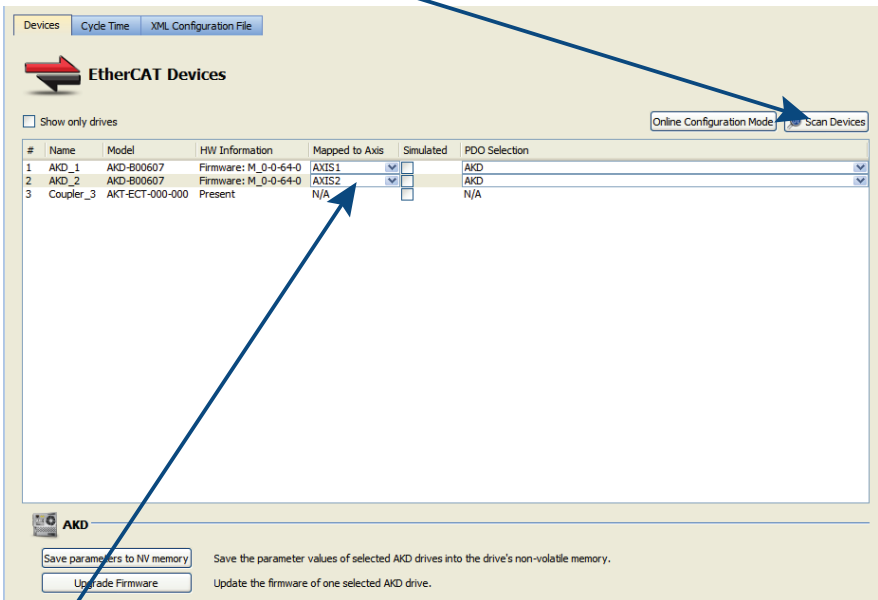 Devices Cycle Time XML Configuration File
EtherCAT Devices
Show only drives Online Configuration Mode Scan Devices
# Name Model HW Information Mapped to Axis Simulated PDO Selection
1 AKD_1 AKD-B00607 Firmware: M_0-0-64-0 AXIS1 AKD
2 AKD_2 AKD-B00607 Firmware: M_0-0-64-0 AXIS2 AKD
3 Coupler_3 AKT-ECT-000-000 Present N/A N/A
AKD
Save parameters to NV memory Save the parameter values of selected AKD drives into the drive's non-volatile memory.
Upgrade Firmware Update the firmware of one selected AKD drive.